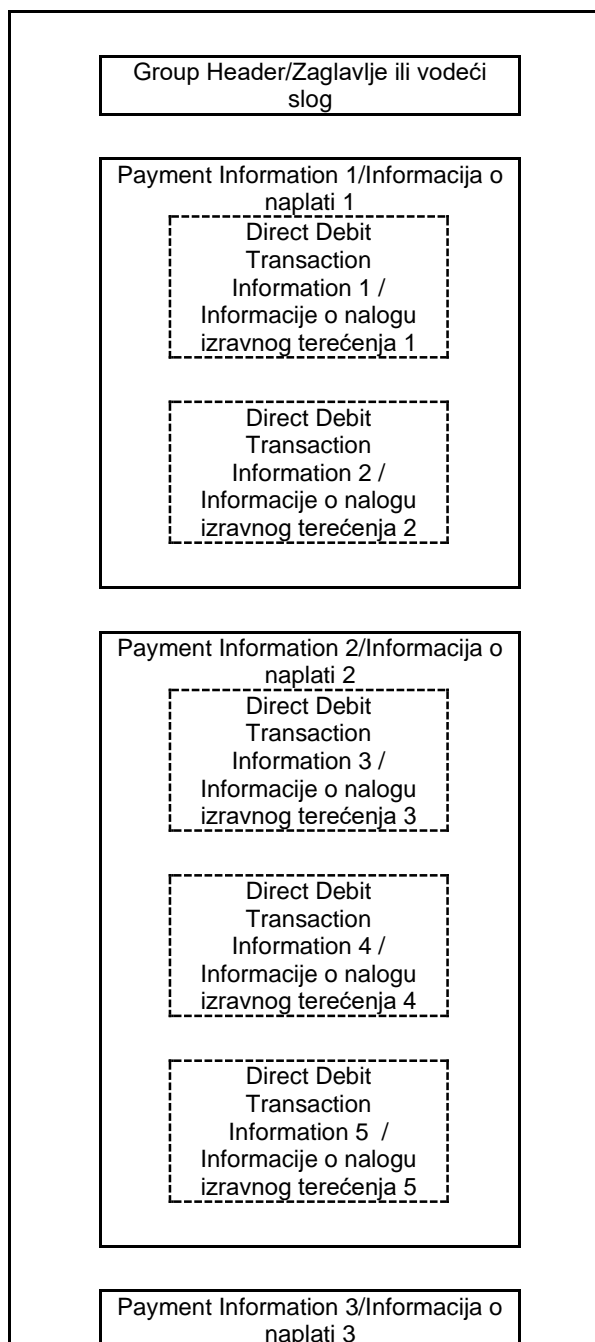 Group Header/Zaglavlje ili vodeći
slog
Payment Information 1/Informacija o
naplati 1
Direct Debit
Transaction
Information 1 /
Informacije o nalogu
izravnog terećenja 1
Direct Debit
Transaction
Information 2 /
Informacije o nalogu
izravnog terećenja 2
Payment Information 2/Informacija o
naplati 2
Direct Debit
Transaction
Information 3 /
Informacije o nalogu
izravnog terećenja 3
Direct Debit
Transaction
Information 4 /
Informacije o nalogu
izravnog terećenja 4
Direct Debit
Transaction
Information 5 /
Informacije o nalogu
izravnog terećenja 5
Payment Information 3/Informacija o
naplati 3